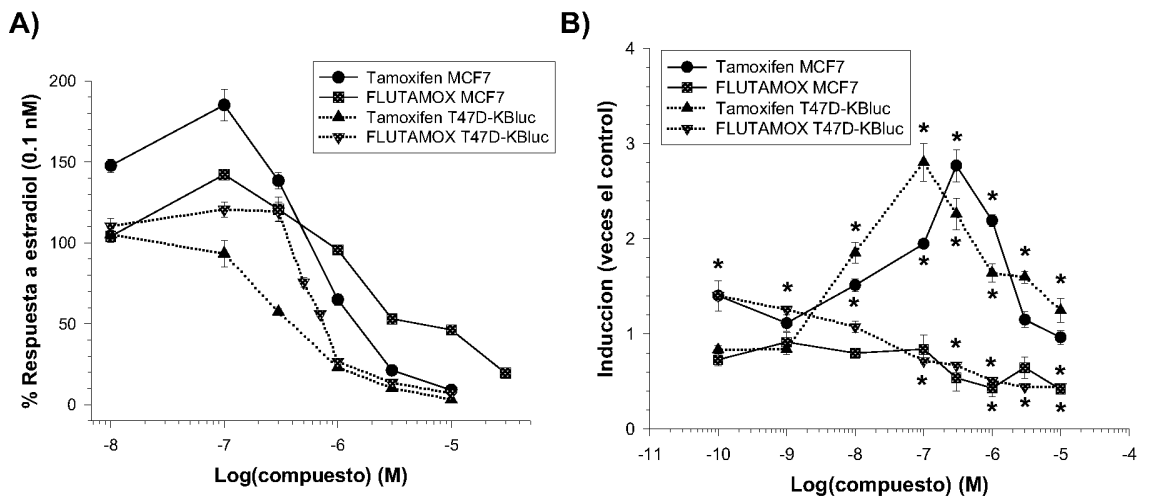 A)
% Respuesta a estradiol (0.1 nM)
200
150
100
50
0
Tamoxifen MCF7
FLUTAMOX MCF7
Tamoxifen T47D-KBluc
FLUTAMOX T47D-KBluc
-8
-7
-6
-5
Log(compuesto) (M)
B)
Induccion (veces el control)
4
3
2
1
0
Tamoxifen MCF7
FLUTAMOX MCF7
Tamoxifen T47D-KBluc
FLUTAMOX T47D-KBluc
* * * * * * * * * * * * * * * * * * * *
-11
-10
-9
-8
-7
-6
-5
-4
Log(compuesto) (M)